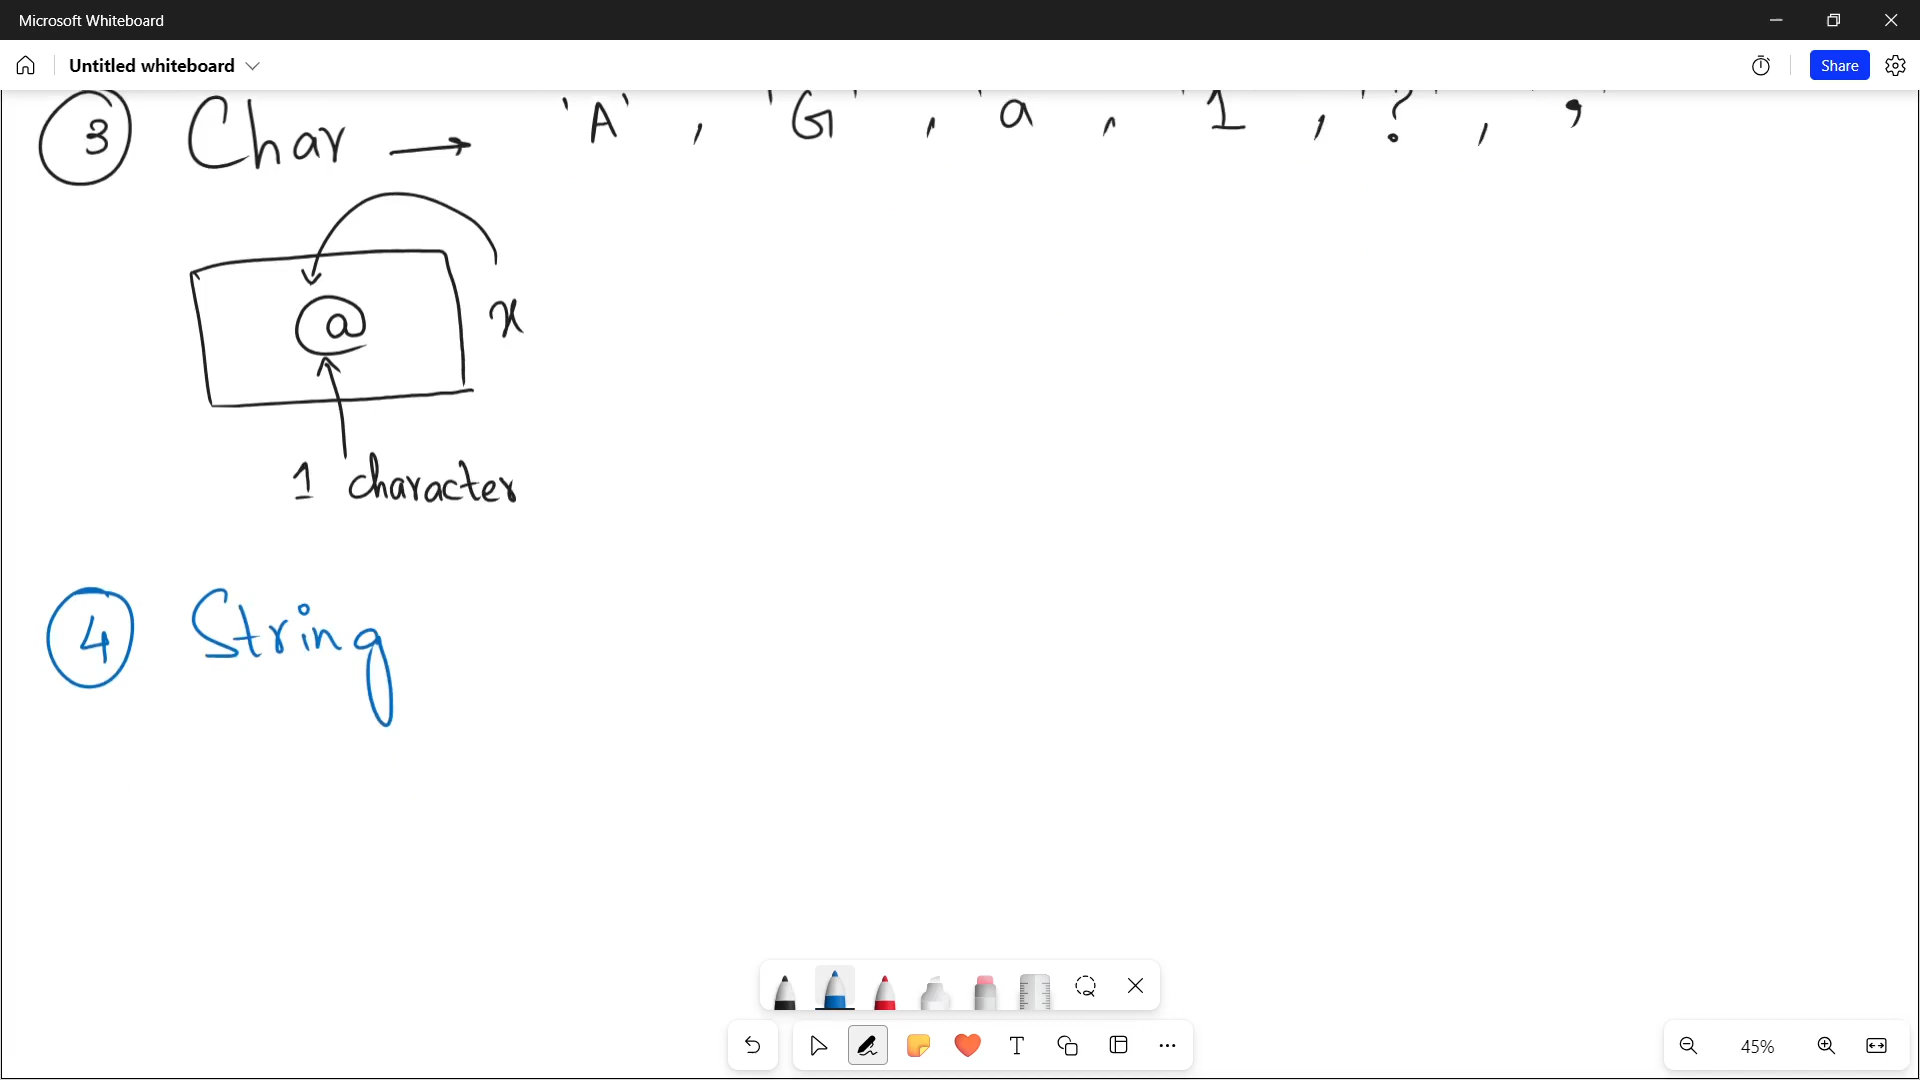 Microsoft Whiteboard
Untitled whiteboard
Share
3 Char → 'A' , 'G' , 'a , '1 , '?' , ' , '
a
x
1 character
4 String
T
45%